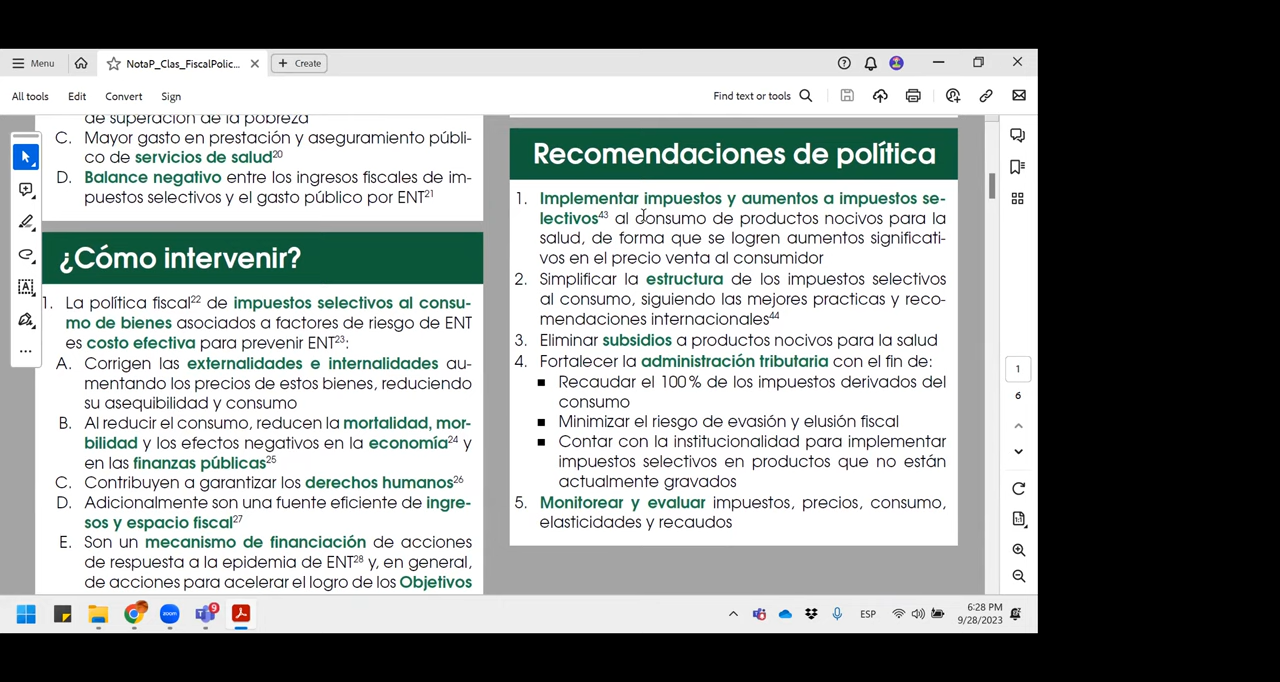 Menu
NotaP_Clas_FiscalPolic...
Create
All tools
Edit
Convert
Sign
Find text or tools
de superación de la pobreza
C. Mayor gasto en prestación y aseguramiento públi-
co de servicios de salud20
D. Balance negativo entre los ingresos fiscales de im-
puestos selectivos y el gasto público por ENT21
¿Cómo intervenir?
1. La política fiscal22 de impuestos selectivos al consu-
mo de bienes asociados a factores de riesgo de ENT
es costo efectiva para prevenir ENT23:
A. Corrigen las externalidades e internalidades au-
mentando los precios de estos bienes, reduciendo
su asequibilidad y consumo
B. Al reducir el consumo, reducen la mortalidad, mor-
bilidad y los efectos negativos en la economía24 y
en las finanzas públicas25
C. Contribuyen a garantizar los derechos humanos26
D. Adicionalmente son una fuente eficiente de ingre-
sos y espacio fiscal27
E. Son un mecanismo de financiación de acciones
de respuesta a la epidemia de ENT28 y, en general,
de acciones para acelerar el logro de los Objetivos
Recomendaciones de política
1. Implementar impuestos y aumentos a impuestos se-
lectivos43 al consumo de productos nocivos para la
salud, de forma que se logren aumentos significati-
vos en el precio venta al consumidor
2. Simplificar la estructura de los impuestos selectivos
al consumo, siguiendo las mejores practicas y reco-
mendaciones internacionales44
3. Eliminar subsidios a productos nocivos para la salud
4. Fortalecer la administración tributaria con el fin de:
■ Recaudar el 100 % de los impuestos derivados del
consumo
■ Minimizar el riesgo de evasión y elusión fiscal
■ Contar con la institucionalidad para implementar
impuestos selectivos en productos que no están
actualmente gravados
5. Monitorear y evaluar impuestos, precios, consumo,
elasticidades y recaudos
1
6
zoom
9
ESP
6:28 PM
9/28/2023